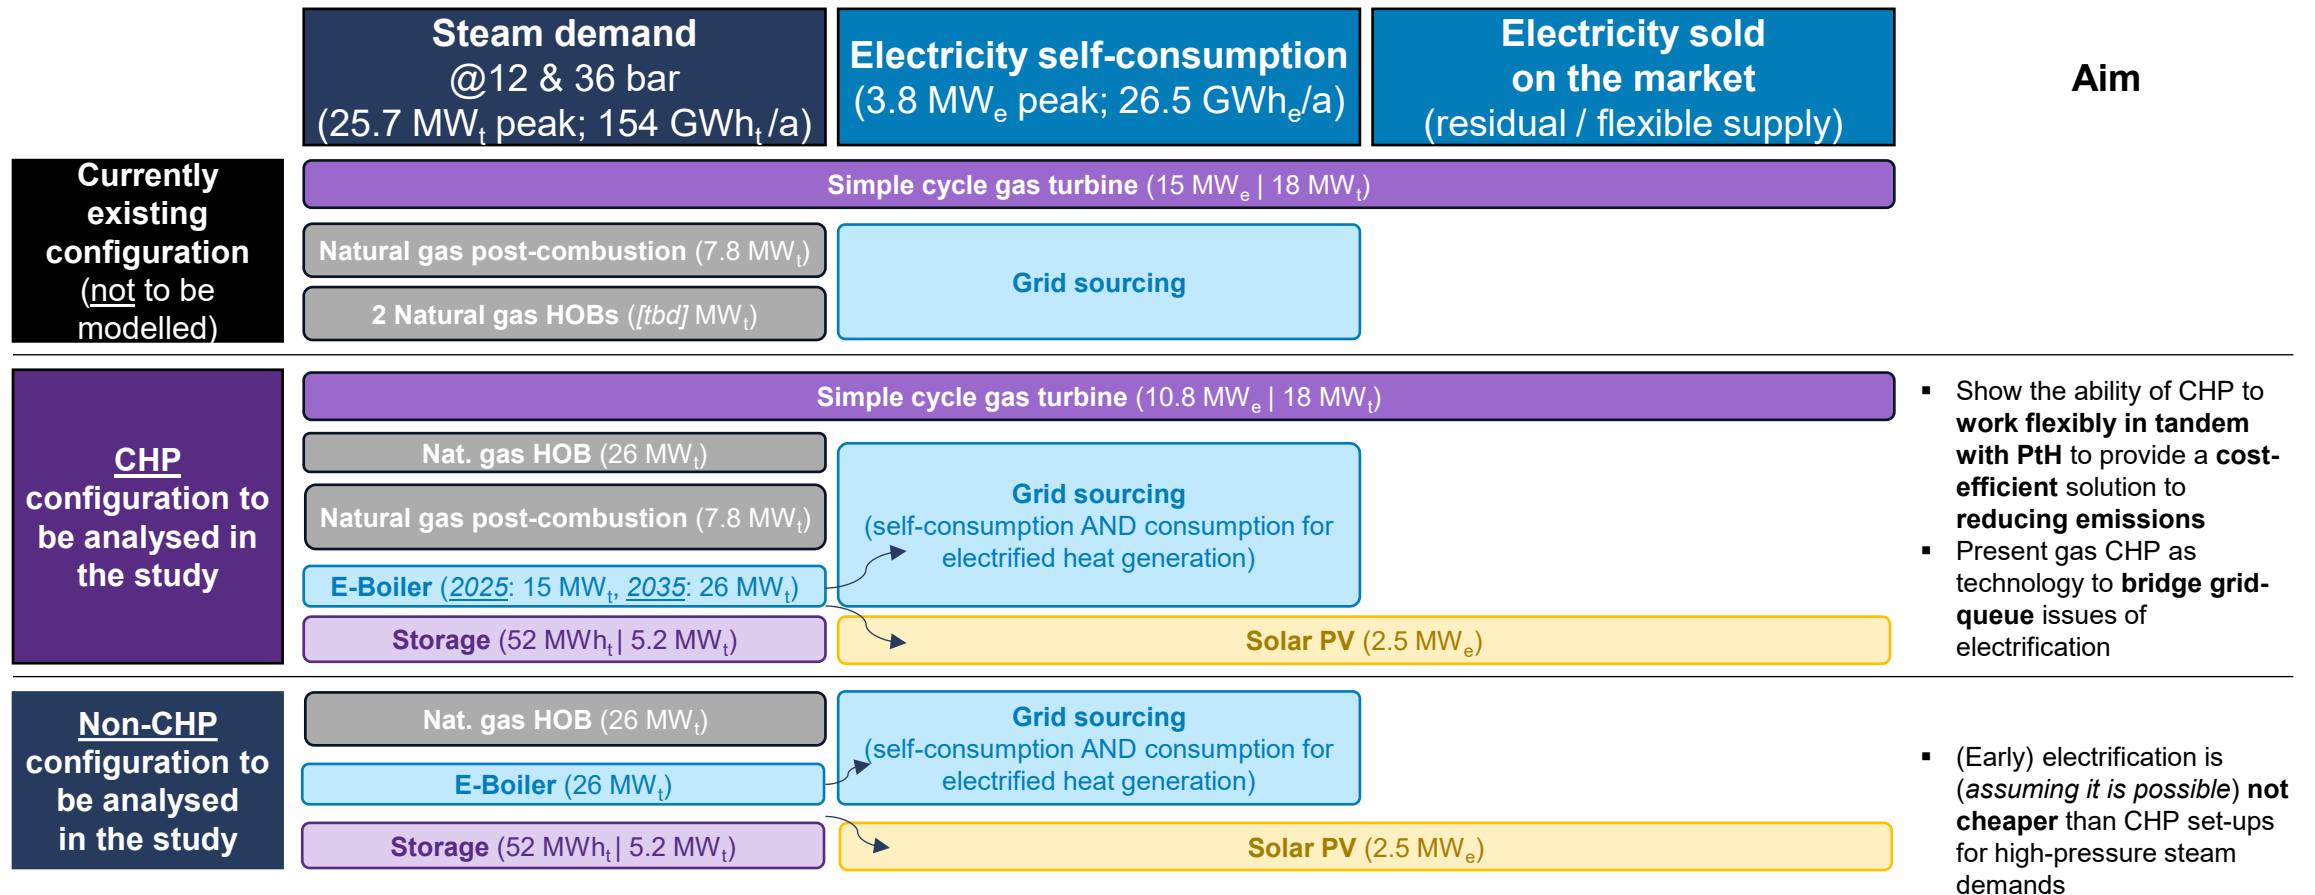 Steam demand
@12 & 36 bar
(25.7 MWt peak; 154 GWht /a)
Electricity self-consumption
(3.8 MWe peak; 26.5 GWhe/a)
Electricity sold
on the market
(residual / flexible supply)
Aim
Currently
existing
configuration
(not to be
modelled)
Simple cycle gas turbine (15 MWe | 18 MWt)
Natural gas post-combustion (7.8 MWt)
2 Natural gas HOBs ([tbd] MWt)
Grid sourcing
CHP
configuration to
be analysed in
the study
Simple cycle gas turbine (10.8 MWe | 18 MWt)
Nat. gas HOB (26 MWt)
Natural gas post-combustion (7.8 MWt)
E-Boiler (2025: 15 MWt, 2035: 26 MWt)
Storage (52 MWht | 5.2 MWt)
Grid sourcing
(self-consumption AND consumption for
electrified heat generation)
Solar PV (2.5 MWe)
▪ Show the ability of CHP to
work flexibly in tandem
with PtH to provide a cost-
efficient solution to
reducing emissions
▪ Present gas CHP as
technology to bridge grid-
queue issues of
electrification
Non-CHP
configuration to
be analysed
in the study
Nat. gas HOB (26 MWt)
E-Boiler (26 MWt)
Storage (52 MWht | 5.2 MWt)
Grid sourcing
(self-consumption AND consumption for
electrified heat generation)
Solar PV (2.5 MWe)
▪ (Early) electrification is
(assuming it is possible) not
cheaper than CHP set-ups
for high-pressure steam
demands